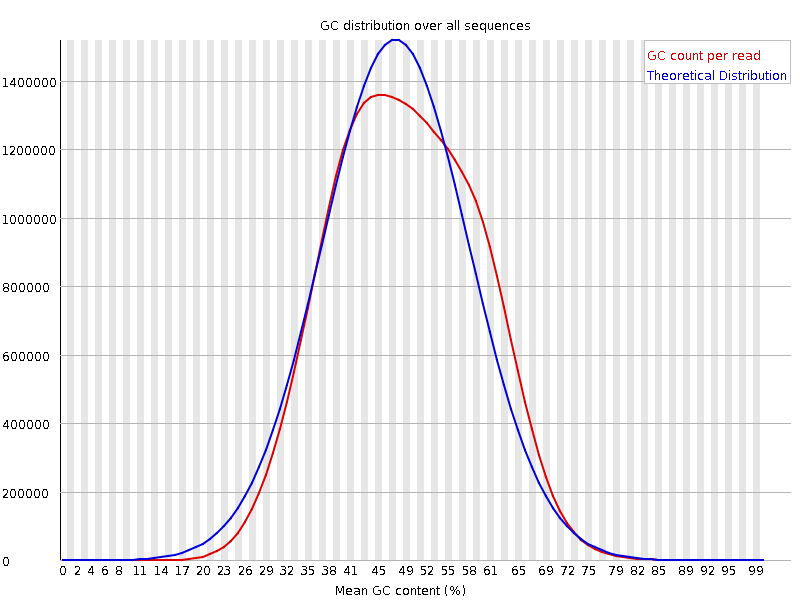 GC distribution over all sequences
GC count per read
Theoretical Distribution
1400000
1200000
1000000
800000
600000
400000
200000
0
0 2 4 6 8 11 14 17 20 23 26 29 32 35 38 41 45 48 52 55 58 61 65 69 72 75 79 82 85 89 92 95 99
Mean GC content (%)